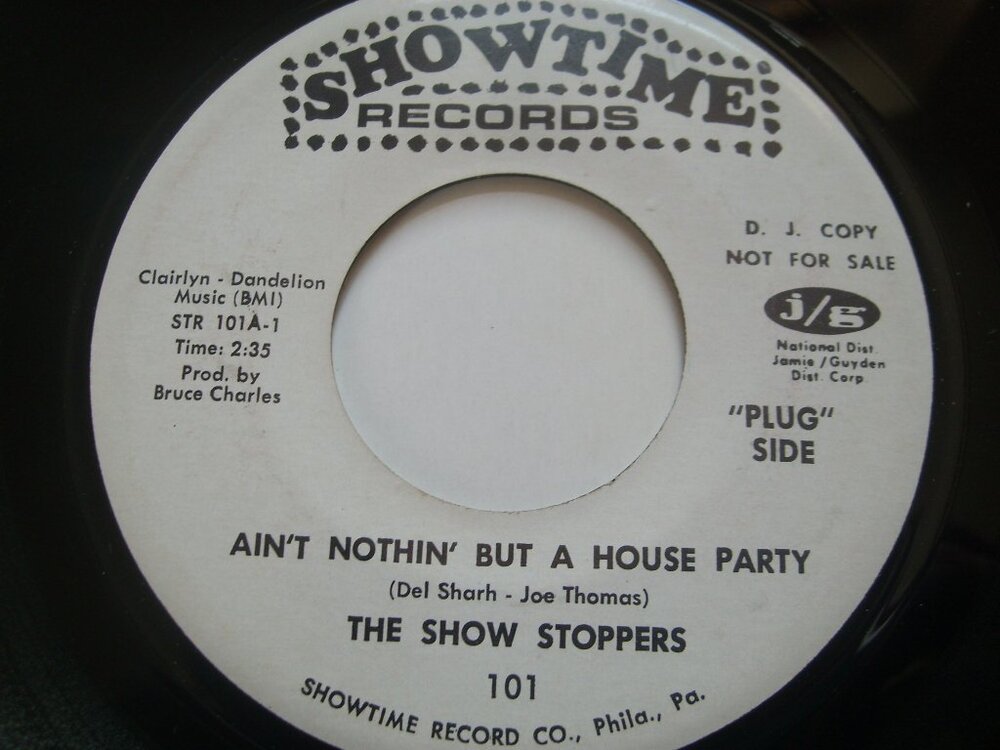 SHOWTIME
RECORDS
D. J. COPY
NOT FOR SALE
j/g
National Dist.
Jamie/Guyden
Dist. Corp.
"PLUG"
SIDE
Clairlyn - Dandelion
Music (BMI)
STR 101A-1
Time: 2:35
Prod. by
Bruce Charles
AIN'T NOTHIN' BUT A HOUSE PARTY
(Del Sharh - Joe Thomas)
THE SHOW STOPPERS
101
SHOWTIME RECORD CO., Phila., Pa.